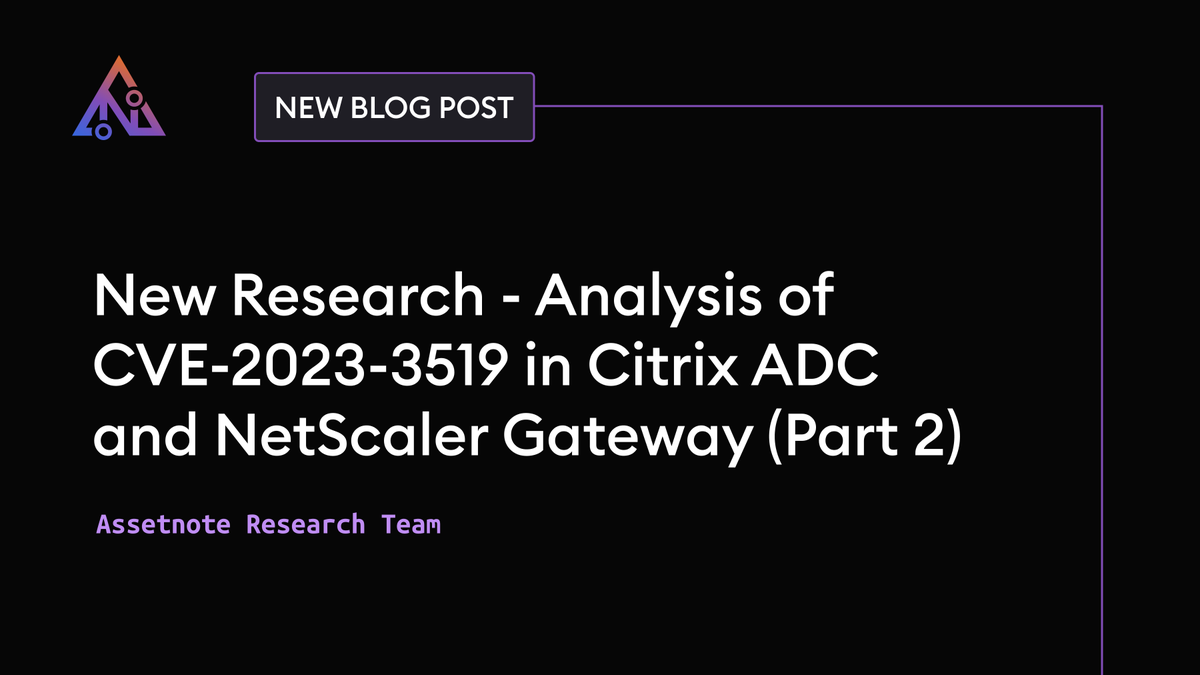 NEW BLOG POST
New Research - Analysis of
CVE-2023-3519 in Citrix ADC
and NetScaler Gateway (Part 2)
Assetnote Research Team